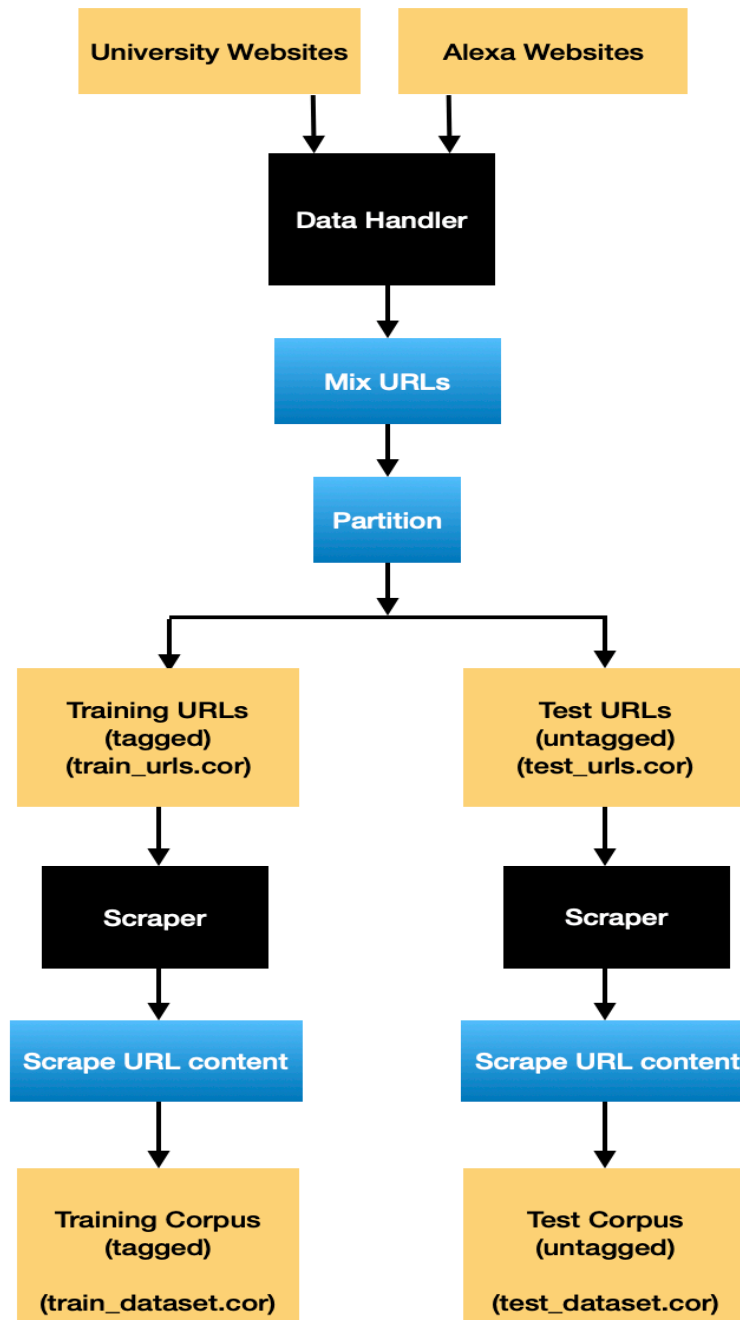 University Websites
Alexa Websites
Data Handler
Mix URLs
Partition
Training URLs
(tagged)
(train_urls.cor)
Test URLs
(untagged)
(test_urls.cor)
Scraper
Scraper
Scrape URL content
Scrape URL content
Training Corpus
(tagged)
(train_dataset.cor)
Test Corpus
(untagged)
(test_dataset.cor)